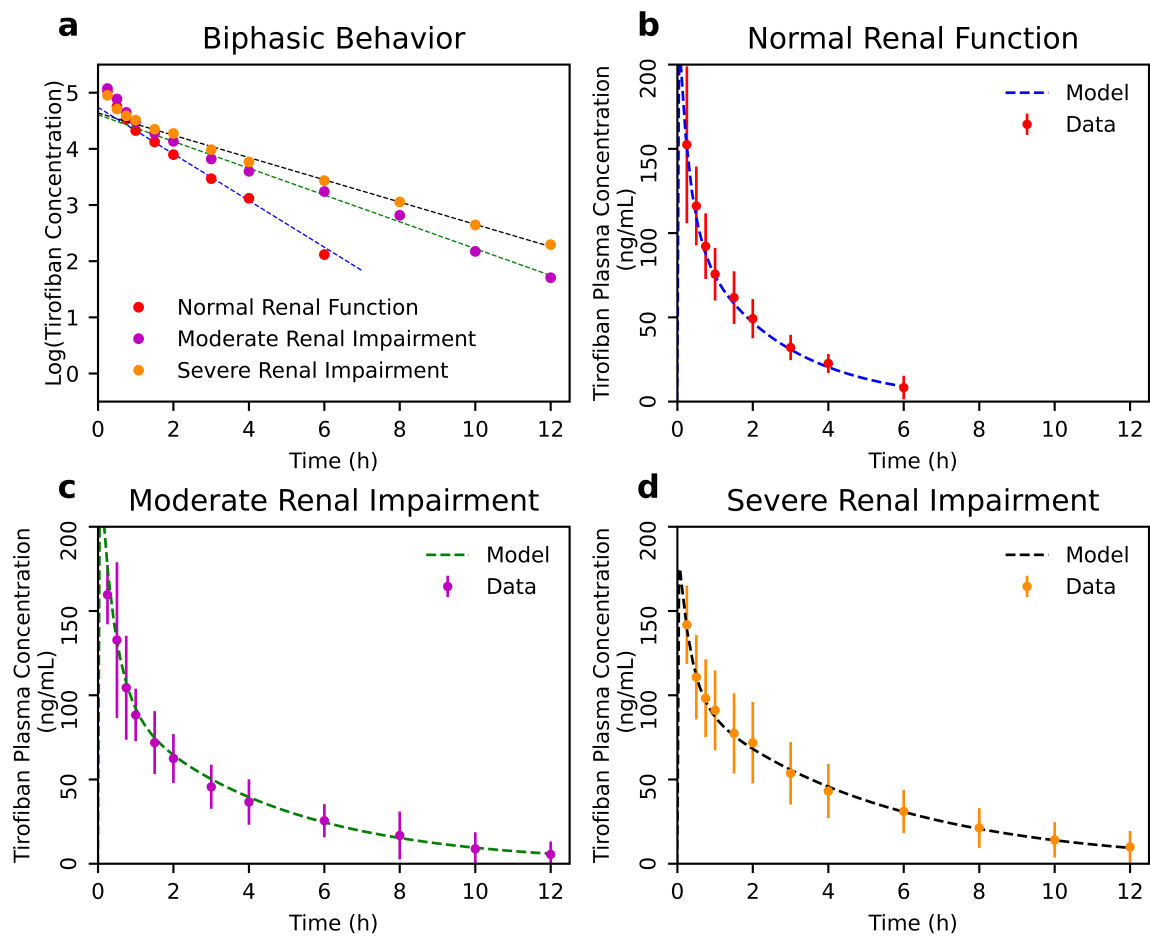 a
Biphasic Behavior
Log(Tirofiban Concentration)
5
4
3
2
1
0
Normal Renal Function
Moderate Renal Impairment
Severe Renal Impairment
0 2 4 6 8 10 12
Time (h)
b
Normal Renal Function
Tirofiban Plasma Concentration
(ng/mL)
200
150
100
50
0
Model
Data
0 2 4 6 8 10 12
Time (h)
c
Moderate Renal Impairment
Tirofiban Plasma Concentration
(ng/mL)
200
150
100
50
0
Model
Data
0 2 4 6 8 10 12
Time (h)
d
Severe Renal Impairment
Tirofiban Plasma Concentration
(ng/mL)
200
150
100
50
0
Model
Data
0 2 4 6 8 10 12
Time (h)